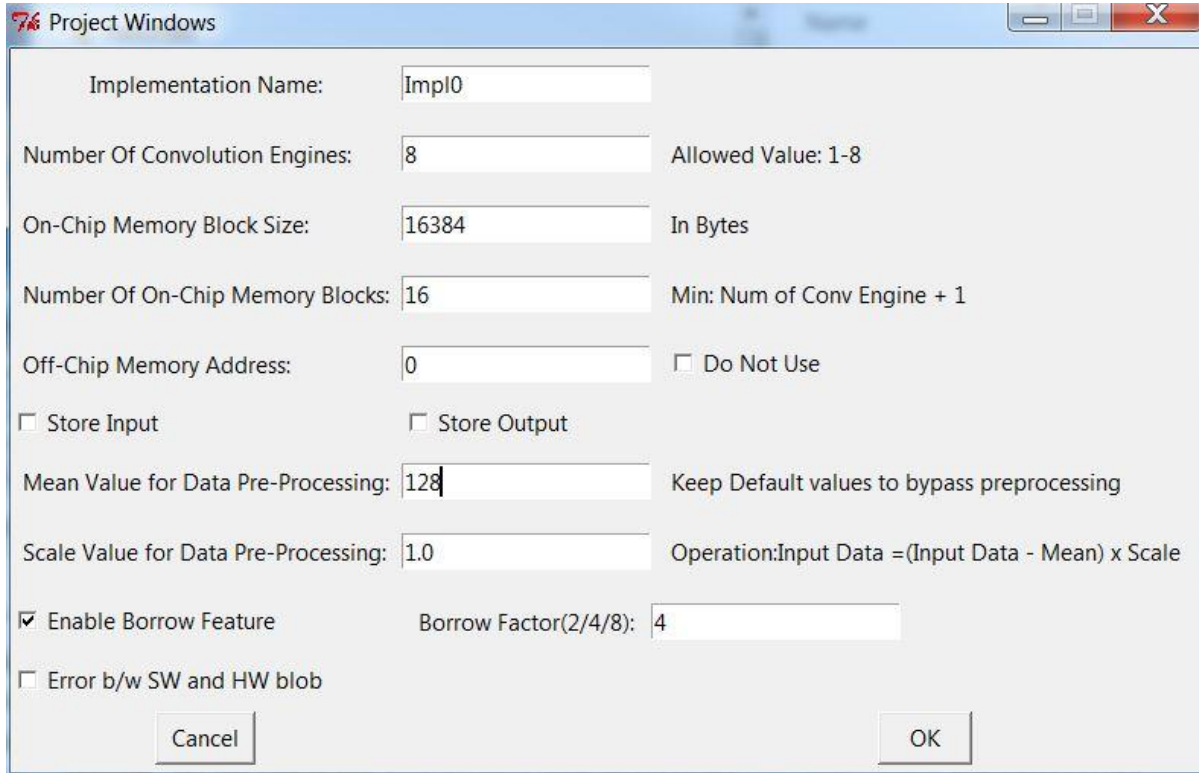 Project Windows
Implementation Name: Impl0
Number Of Convolution Engines: 8 Allowed Value: 1-8
On-Chip Memory Block Size: 16384 In Bytes
Number Of On-Chip Memory Blocks: 16 Min: Num of Conv Engine + 1
Off-Chip Memory Address: 0 Do Not Use
Store Input Store Output
Mean Value for Data Pre-Processing: 128 Keep Default values to bypass preprocessing
Scale Value for Data Pre-Processing: 1.0 Operation:Input Data =(Input Data - Mean) x Scale
Enable Borrow Feature Borrow Factor(2/4/8): 4
Error b/w SW and HW blob
Cancel OK